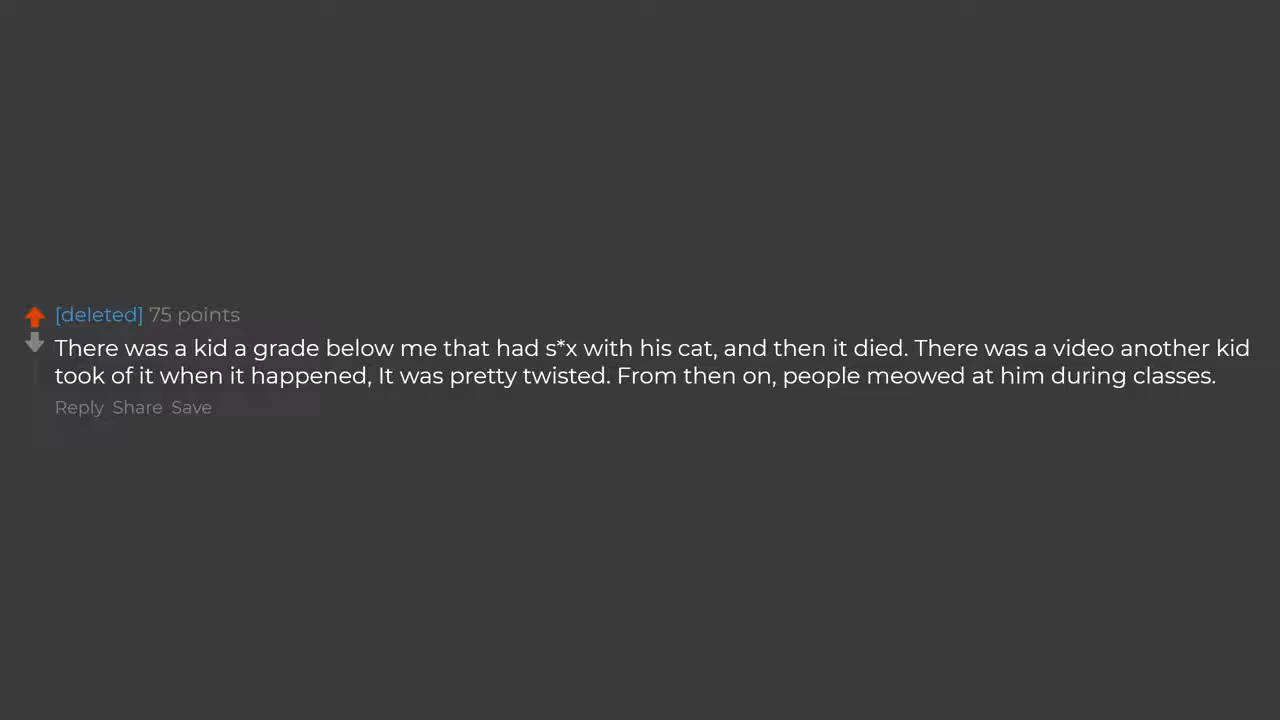 [deleted] 75 points
There was a kid a grade below me that had s*x with his cat, and then it died. There was a video another kid
took of it when it happened, It was pretty twisted. From then on, people meowed at him during classes.
Reply Share Save